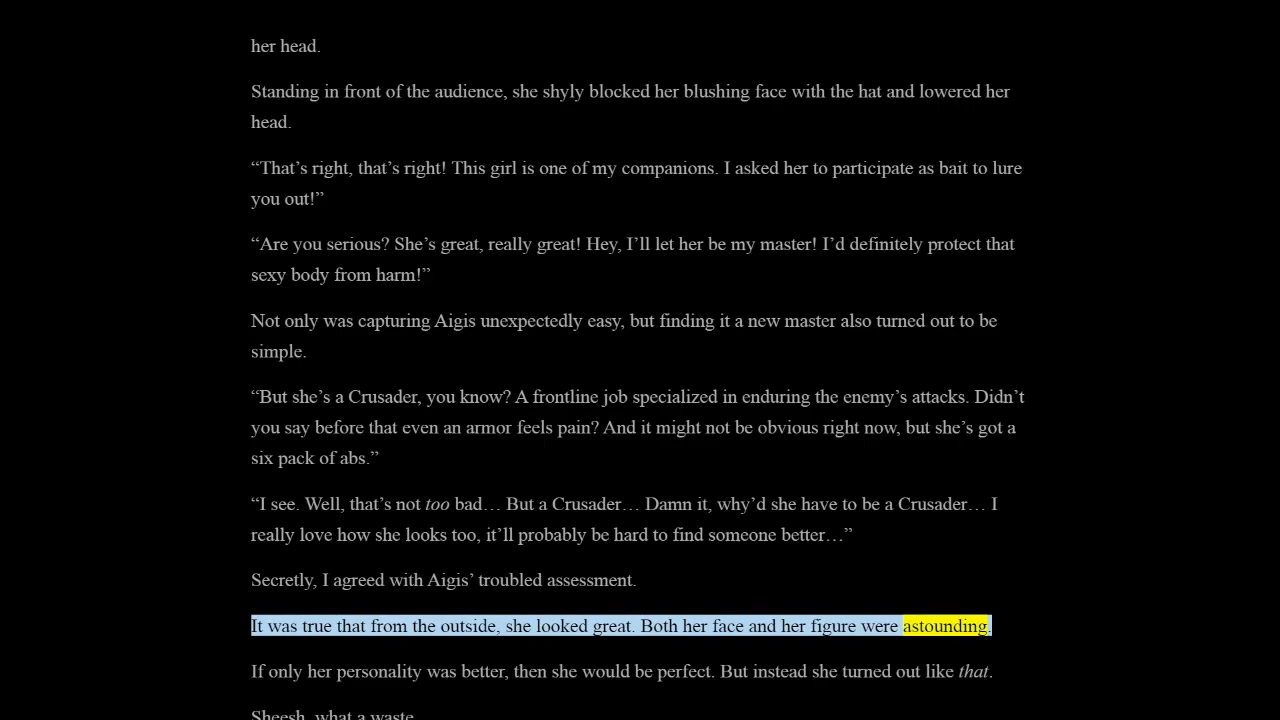 her head.
Standing in front of the audience, she shyly blocked her blushing face with the hat and lowered her
head.
“That’s right, that’s right! This girl is one of my companions. I asked her to participate as bait to lure
you out!”
“Are you serious? She’s great, really great! Hey, I’ll let her be my master! I’d definitely protect that
sexy body from harm!”
Not only was capturing Aigis unexpectedly easy, but finding it a new master also turned out to be
simple.
“But she’s a Crusader, you know? A frontline job specialized in enduring the enemy’s attacks. Didn’t
you say before that even an armor feels pain? And it might not be obvious right now, but she’s got a
six pack of abs.”
“I see. Well, that’s not too bad… But a Crusader… Damn it, why’d she have to be a Crusader… I
really love how she looks too, it’ll probably be hard to find someone better…”
Secretly, I agreed with Aigis’ troubled assessment.
It was true that from the outside, she looked great. Both her face and her figure were astounding.
If only her personality was better, then she would be perfect. But instead she turned out like that.
Sheesh, what a waste